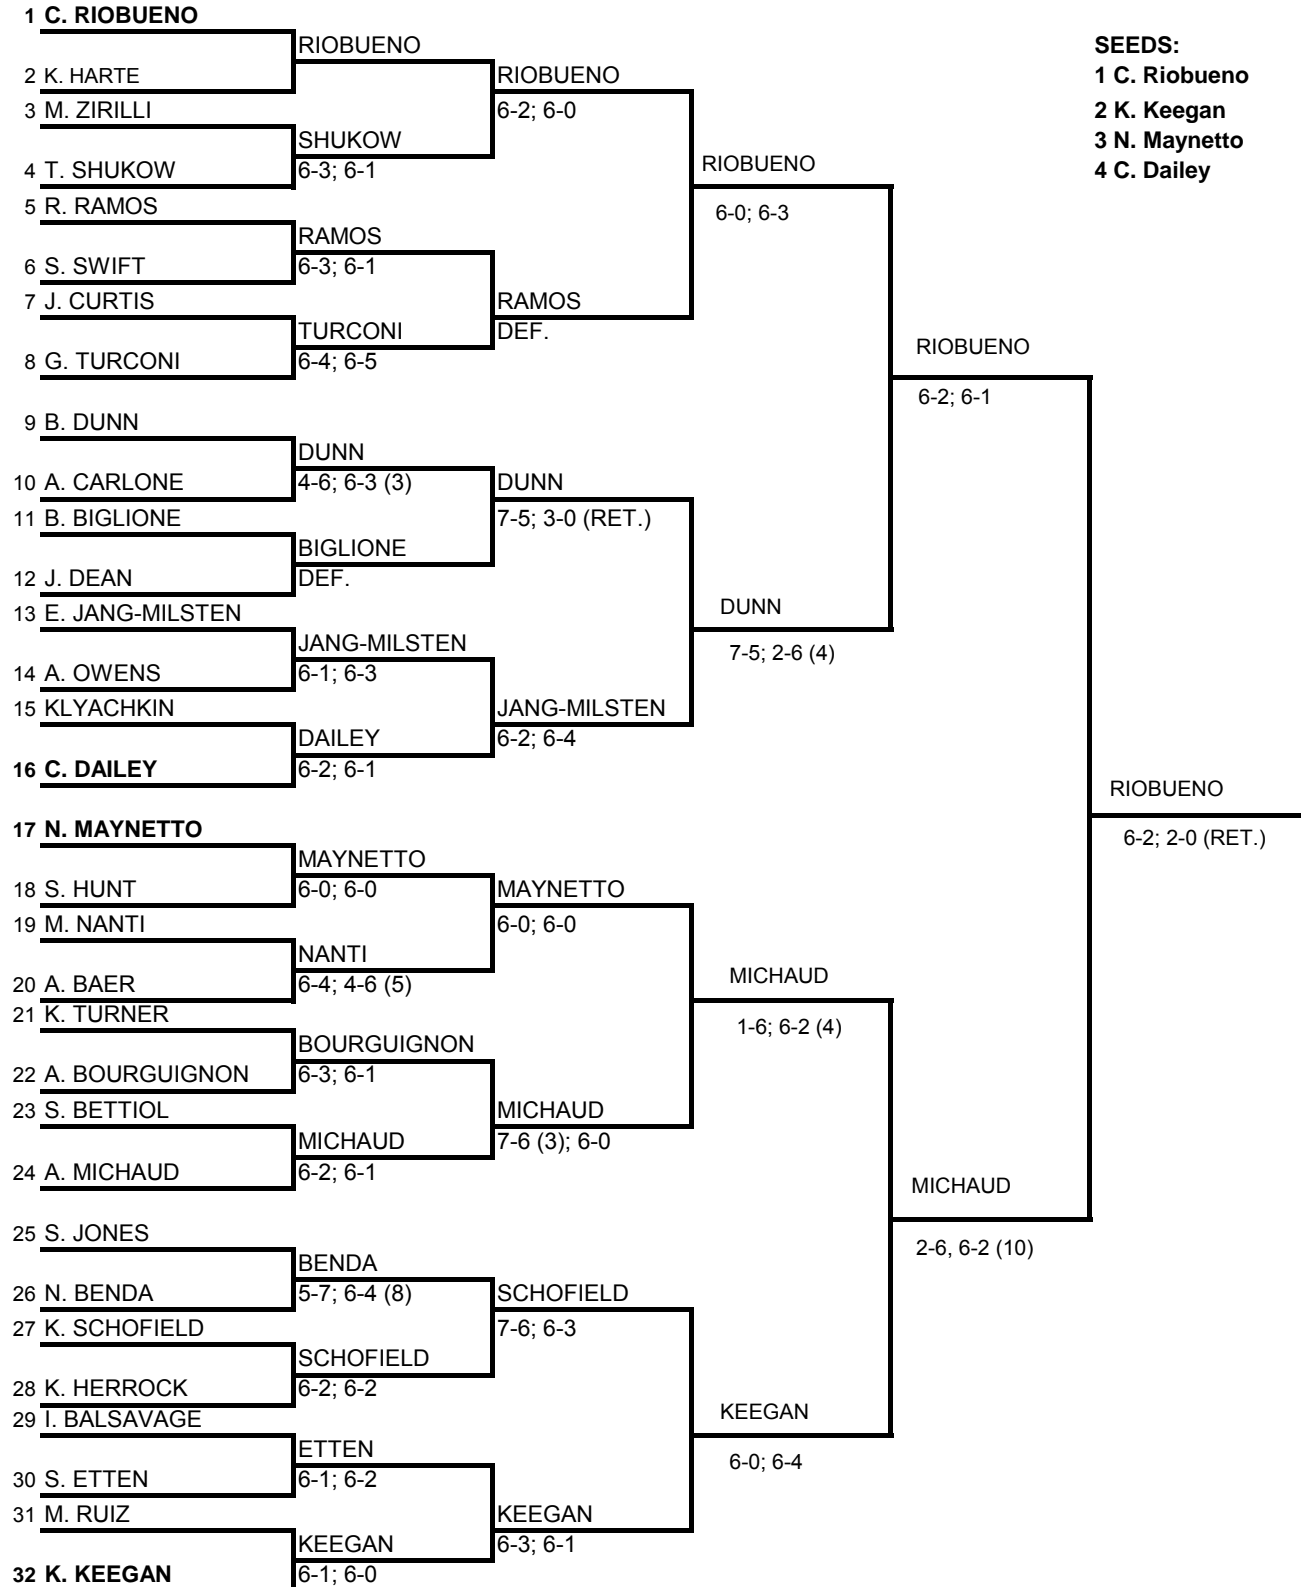 1 C. RIOBUENO
RIOBUENO
2 K. HARTE
RIOBUENO
6-2; 6-0
3 M. ZIRILLI
SHUKOW
6-3; 6-1
4 T. SHUKOW
RIOBUENO
6-0; 6-3
5 R. RAMOS
RAMOS
6-3; 6-1
6 S. SWIFT
7 J. CURTIS
RAMOS
DEF.
TURCONI
6-4; 6-5
8 G. TURCONI
RIOBUENO
6-2; 6-1
9 B. DUNN
DUNN
4-6; 6-3 (3)
10 A. CARLONE
DUNN
7-5; 3-0 (RET.)
11 B. BIGLIONE
BIGLIONE
DEF.
12 J. DEAN
13 E. JANG-MILSTEN
DUNN
7-5; 2-6 (4)
JANG-MILSTEN
6-1; 6-3
14 A. OWENS
15 KLYACHKIN
JANG-MILSTEN
6-2; 6-4
DAILEY
6-2; 6-1
16 C. DAILEY
RIOBUENO
6-2; 2-0 (RET.)
17 N. MAYNETTO
MAYNETTO
6-0; 6-0
18 S. HUNT
MAYNETTO
6-0; 6-0
19 M. NANTI
NANTI
6-4; 4-6 (5)
20 A. BAER
MICHAUD
1-6; 6-2 (4)
21 K. TURNER
BOURGUIGNON
6-3; 6-1
22 A. BOURGUIGNON
23 S. BETTIOL
MICHAUD
7-6 (3); 6-0
MICHAUD
6-2; 6-1
24 A. MICHAUD
MICHAUD
2-6, 6-2 (10)
25 S. JONES
BENDA
5-7; 6-4 (8)
26 N. BENDA
SCHOFIELD
7-6; 6-3
27 K. SCHOFIELD
SCHOFIELD
6-2; 6-2
28 K. HERROCK
29 I. BALSAVAGE
KEEGAN
6-0; 6-4
ETTEN
6-1; 6-2
30 S. ETTEN
31 M. RUIZ
KEEGAN
6-3; 6-1
KEEGAN
6-1; 6-0
32 K. KEEGAN
SEEDS:
1 C. Riobueno
2 K. Keegan
3 N. Maynetto
4 C. Dailey